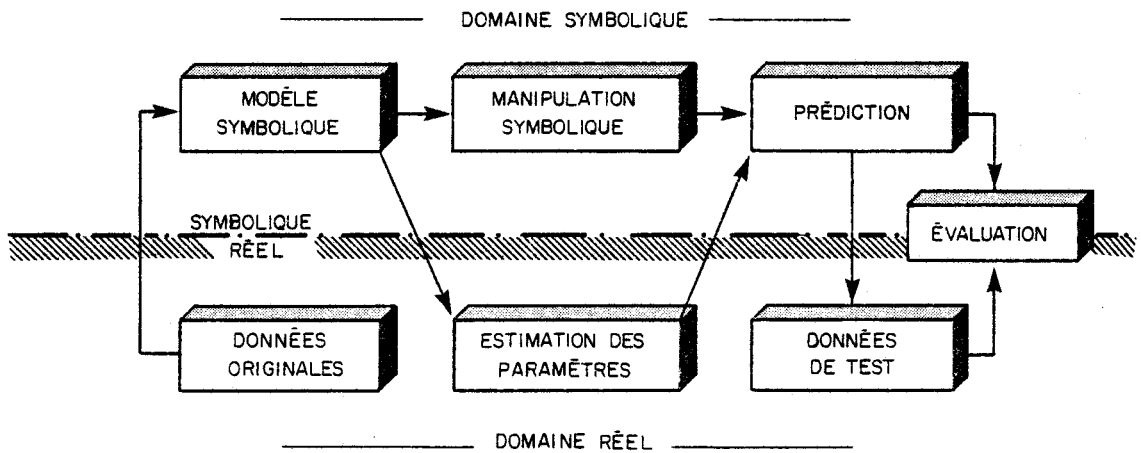 DOMAINE SYMBOLIQUE
MODÈLE
SYMBOLIQUE
MANIPULATION
SYMBOLIQUE
PRÉDICTION
SYMBOLIQUE
RÉEL
ÉVALUATION
DONNÉES
ORIGINALES
ESTIMATION DES
PARAMÈTRES
DONNÉES
DE TEST
DOMAINE RÉEL